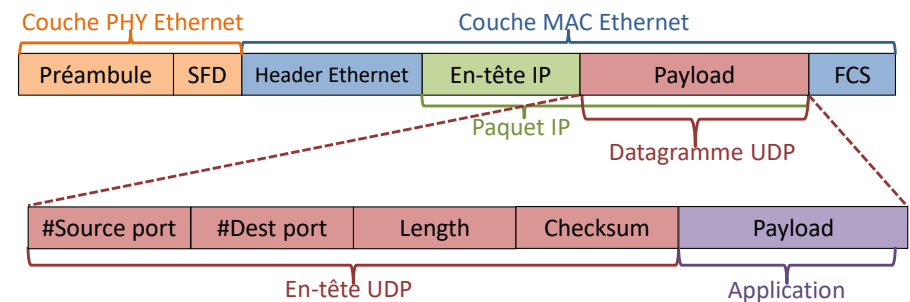 Couche PHY Ethernet
Couche MAC Ethernet
Préambule
SFD
Header Ethernet
En-tête IP
Payload
FCS
Paquet IP
Datagramme UDP
#Source port
#Dest port
Length
Checksum
Payload
En-tête UDP
Application